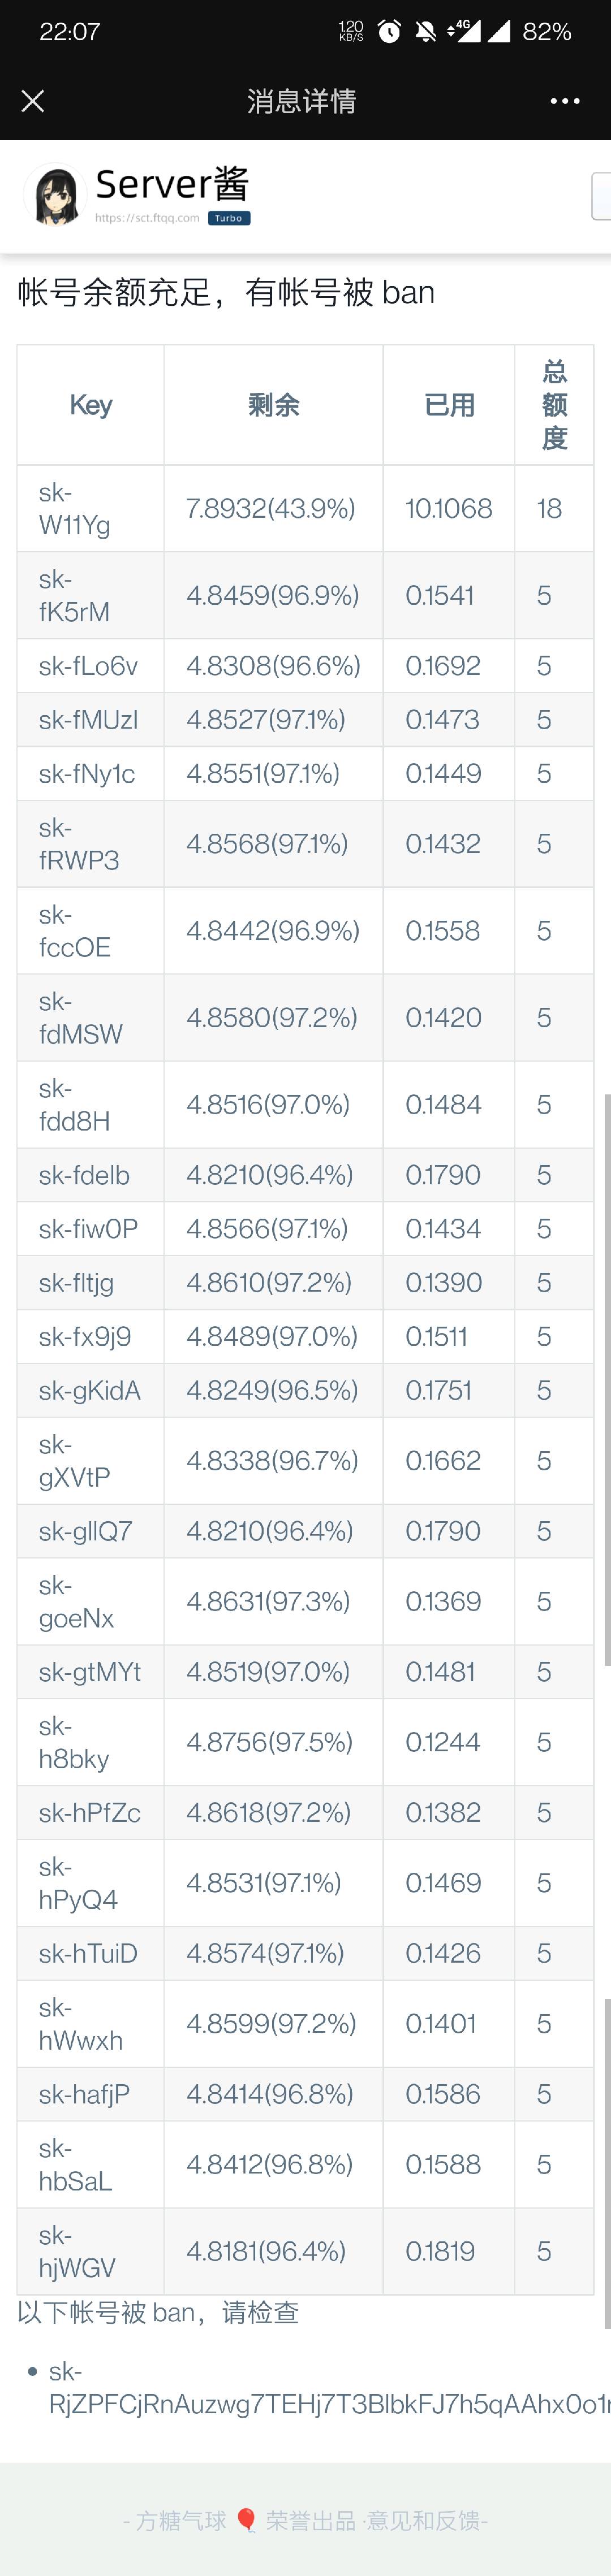 22:07
1.20 KB/S 4G 82%
消息详情
Server酱
https://sct.ftqq.com Turbo
帐号余额充足，有帐号被 ban
Key 剩余 已用 总额度
sk-W11Yg 7.8932(43.9%) 10.1068 18
sk-fK5rM 4.8459(96.9%) 0.1541 5
sk-fLo6v 4.8308(96.6%) 0.1692 5
sk-fMUzI 4.8527(97.1%) 0.1473 5
sk-fNy1c 4.8551(97.1%) 0.1449 5
sk-fRWP3 4.8568(97.1%) 0.1432 5
sk-fccOE 4.8442(96.9%) 0.1558 5
sk-fdMSW 4.8580(97.2%) 0.1420 5
sk-fdd8H 4.8516(97.0%) 0.1484 5
sk-fdelb 4.8210(96.4%) 0.1790 5
sk-fiw0P 4.8566(97.1%) 0.1434 5
sk-fltjg 4.8610(97.2%) 0.1390 5
sk-fx9j9 4.8489(97.0%) 0.1511 5
sk-gKidA 4.8249(96.5%) 0.1751 5
sk-gXVtP 4.8338(96.7%) 0.1662 5
sk-gllQ7 4.8210(96.4%) 0.1790 5
sk-goeNx 4.8631(97.3%) 0.1369 5
sk-gtMYt 4.8519(97.0%) 0.1481 5
sk-h8bky 4.8756(97.5%) 0.1244 5
sk-hPfZc 4.8618(97.2%) 0.1382 5
sk-hPyQ4 4.8531(97.1%) 0.1469 5
sk-hTuiD 4.8574(97.1%) 0.1426 5
sk-hWwxh 4.8599(97.2%) 0.1401 5
sk-hafjP 4.8414(96.8%) 0.1586 5
sk-hbSaL 4.8412(96.8%) 0.1588 5
sk-hjWGV 4.8181(96.4%) 0.1819 5
以下帐号被 ban，请检查
• sk-
RjZPFCjRnAuzwg7TEHj7T3BlbkFJ7h5qAAhx0o1
- 方糖气球 🎈 荣誉出品 ·意见和反馈-